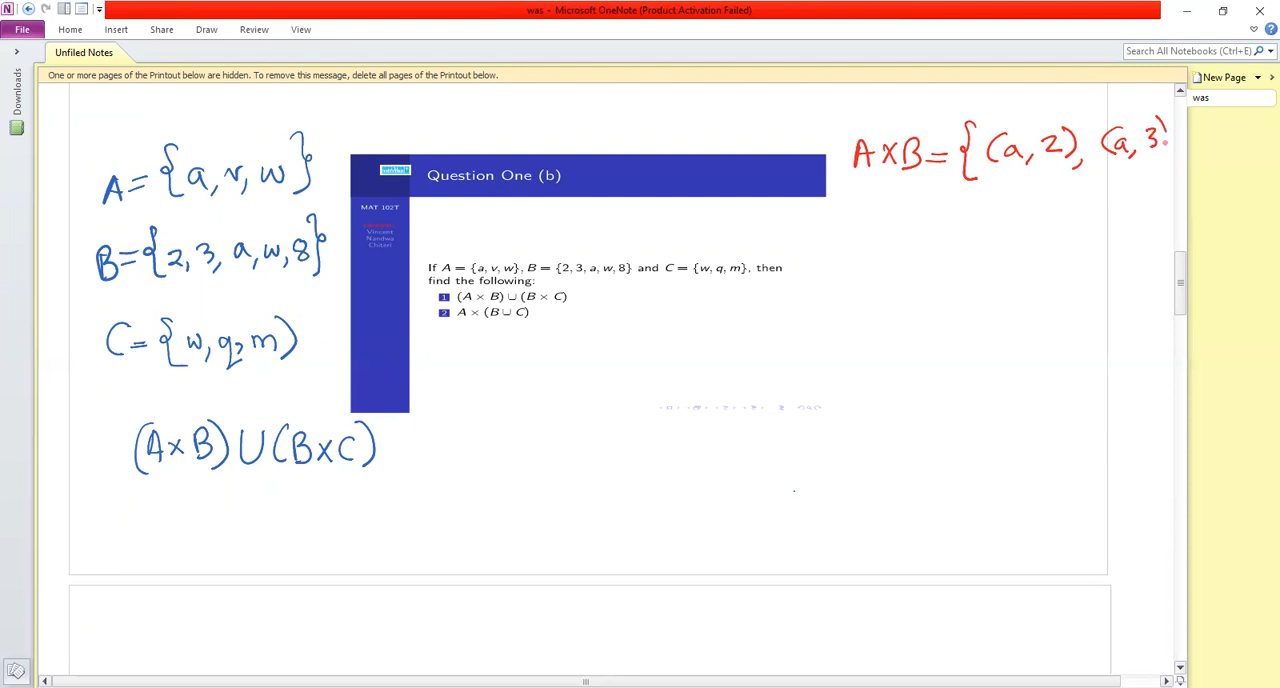 was - Microsoft OneNote (Product Activation Failed)
File Home Insert Share Draw Review View
Unfiled Notes
Search All Notebooks (Ctrl+E)
One or more pages of the Printout below are hidden. To remove this message, delete all pages of the Printout below.
New Page
was
Downloads
A = {a, v, w}
B = {2, 3, a, w, 8}
C = {w, q, m)
(A×B) ∪ (B×C)
Question One (b)
MAT 102T
Vincent
Nandwa
Chitari
If A = {a, v, w}, B = {2, 3, a, w, 8} and C = {w, q, m}, then
find the following:
1 (A × B) ∪ (B × C)
2 A × (B ∪ C)
A×B = { (a, 2), (a, 3)